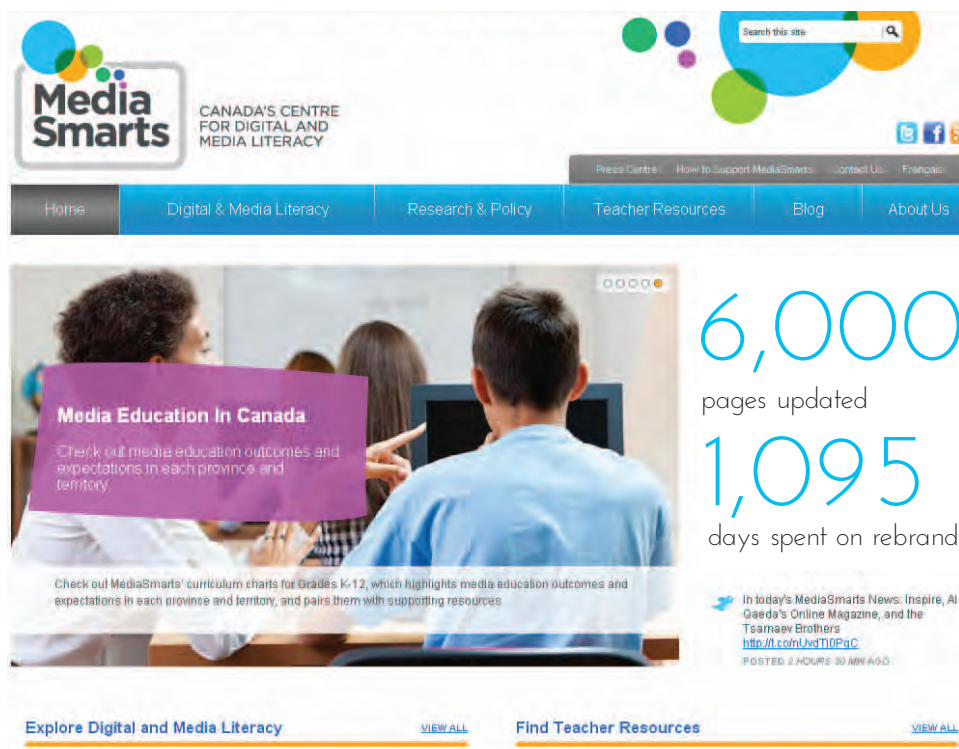 Search this site
Media
Smarts
CANADA'S CENTRE
FOR DIGITAL AND
MEDIA LITERACY
Press Centre How to Support MediaSmarts Contact Us Français
Home Digital & Media Literacy Research & Policy Teacher Resources Blog About Us
Media Education In Canada
Check out media education outcomes and
expectations in each province and
territory.
Check out MediaSmarts' curriculum charts for Grades K-12, which highlights media education outcomes and
expectations in each province and territory, and pairs them with supporting resources
6,000
pages updated
1,095
days spent on rebrand
In today's MediaSmarts News: Inspire, Al
Qaeda's Online Magazine, and the
Tsarnaev Brothers
POSTED 2 HOURS 30 MIN AGO
Explore Digital and Media Literacy VIEW ALL
Find Teacher Resources VIEW ALL